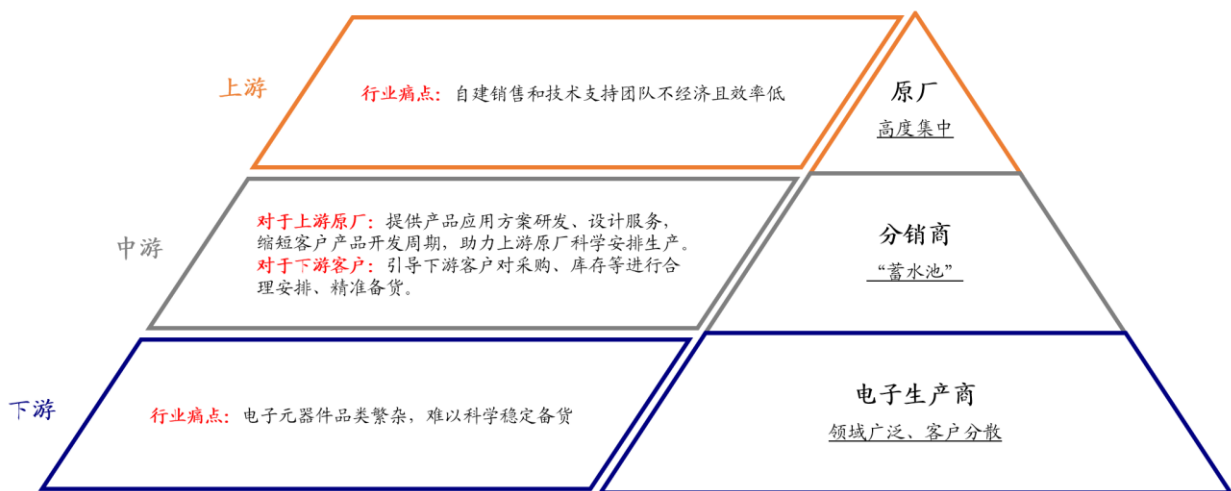 上游
行业痛点：自建销售和技术支持团队不经济且效率低
原厂
高度集中
中游
对于上游原厂：提供产品应用方案研发、设计服务，
缩短客户产品开发周期，助力上游原厂科学安排生产。
对于下游客户：引导下游客户对采购、库存等进行合
理安排、精准备货。
分销商
“蓄水池”
下游
行业痛点：电子元器件品类繁杂，难以科学稳定备货
电子生产商
领域广泛、客户分散